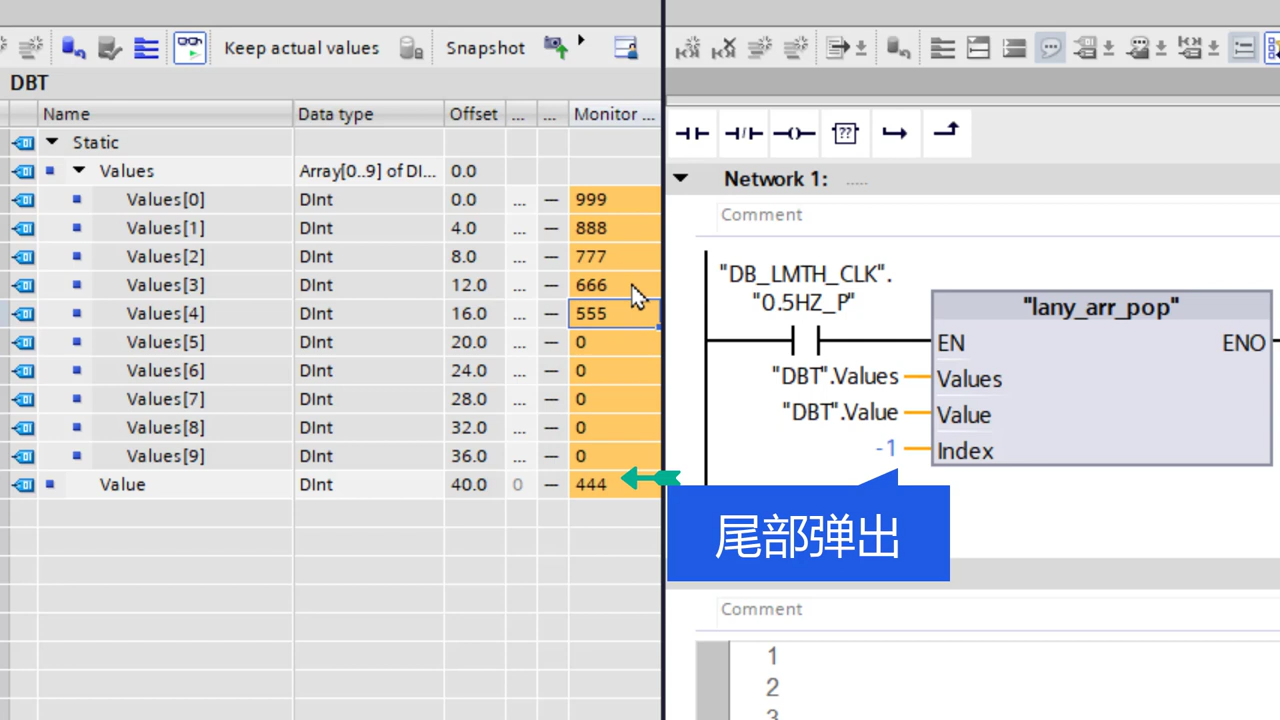 Keep actual values Snapshot
DBT
Name Data type Offset ... ... Monitor ...
Static
Values Array[0..9] of DI... 0.0
Values[0] DInt 0.0 ... 999
Values[1] DInt 4.0 ... 888
Values[2] DInt 8.0 ... 777
Values[3] DInt 12.0 ... 666
Values[4] DInt 16.0 ... 555
Values[5] DInt 20.0 ... 0
Values[6] DInt 24.0 ... 0
Values[7] DInt 28.0 ... 0
Values[8] DInt 32.0 ... 0
Values[9] DInt 36.0 ... 0
Value DInt 40.0 0 444
??
Network 1: .....
Comment
"DB_LMTH_CLK".
"0.5HZ_P"
"lany_arr_pop"
EN ENO
"DBT".Values Values
"DBT".Value Value
-1 Index
尾部弹出
Comment
1
2
3